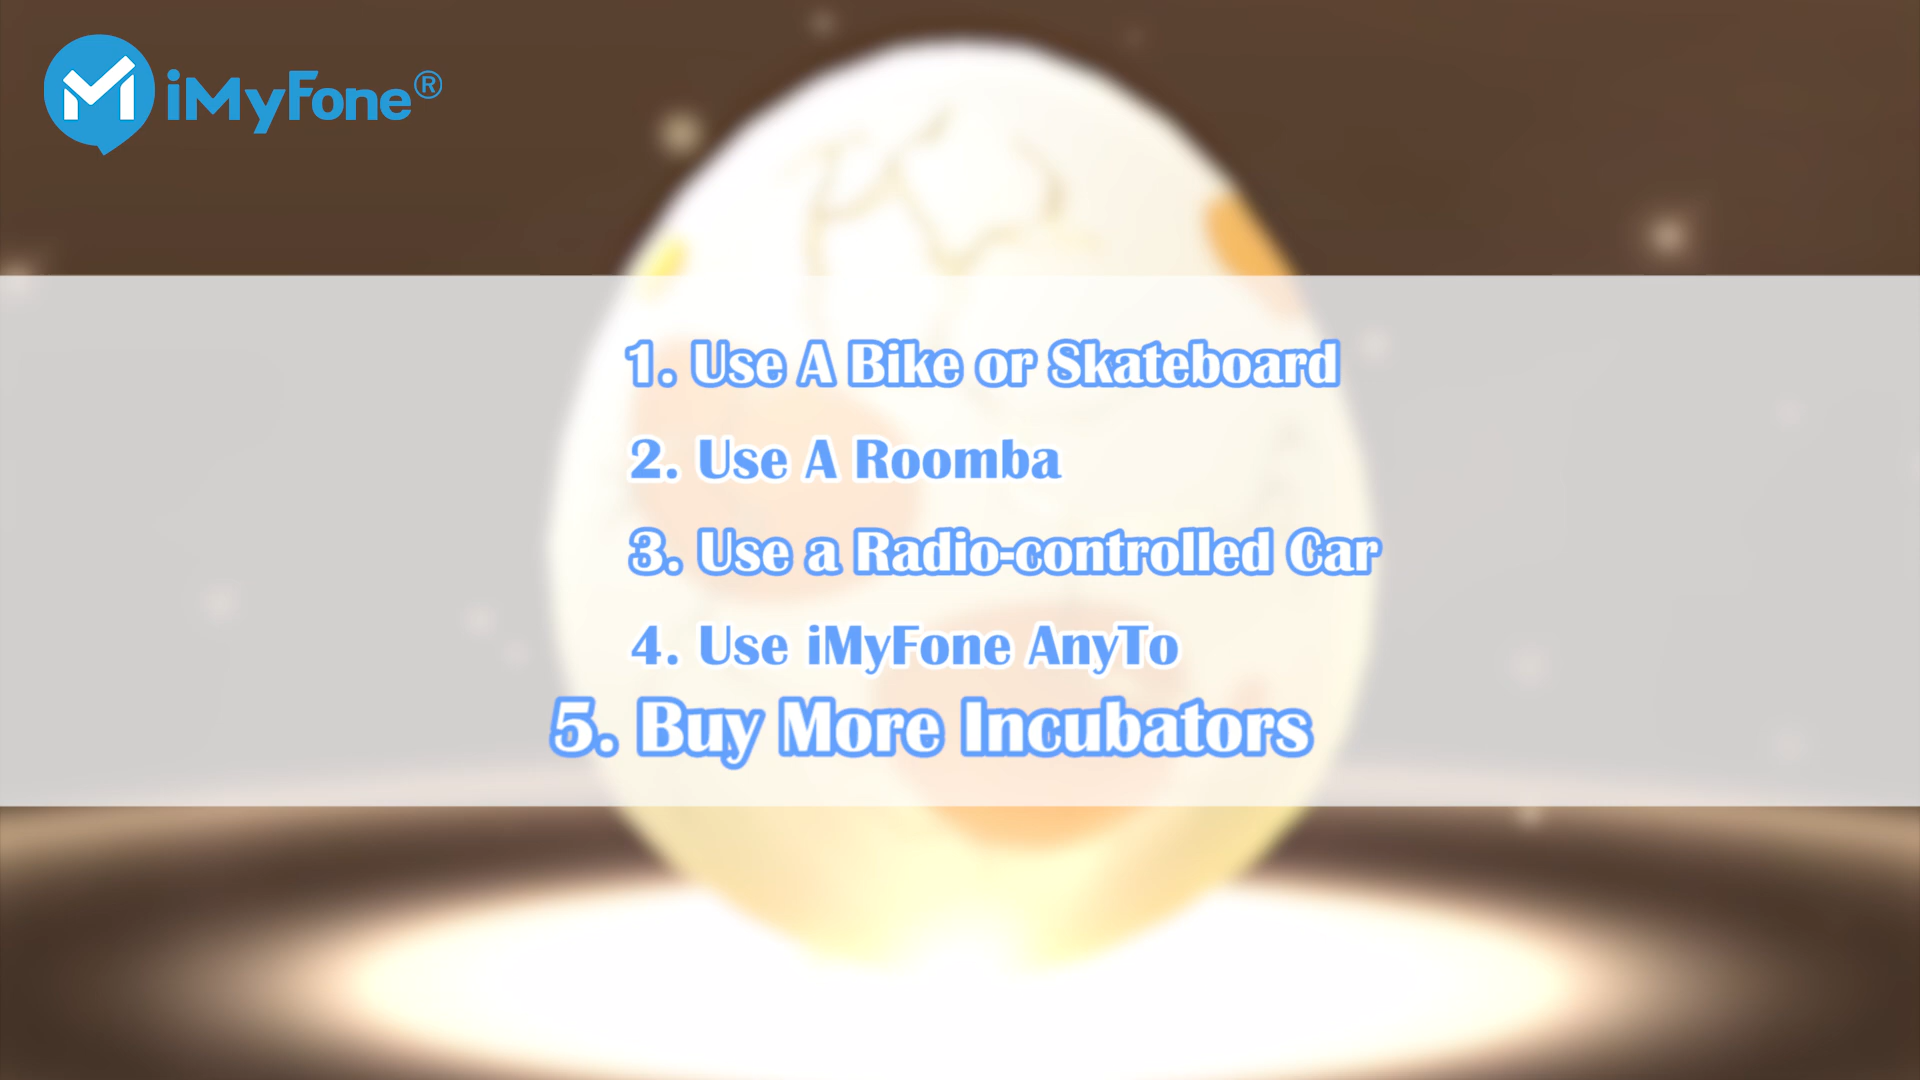 iMyFone®
1. Use A Bike or Skateboard
2. Use A Roomba
3. Use a Radio-controlled Car
4. Use iMyFone AnyTo
5. Buy More Incubators